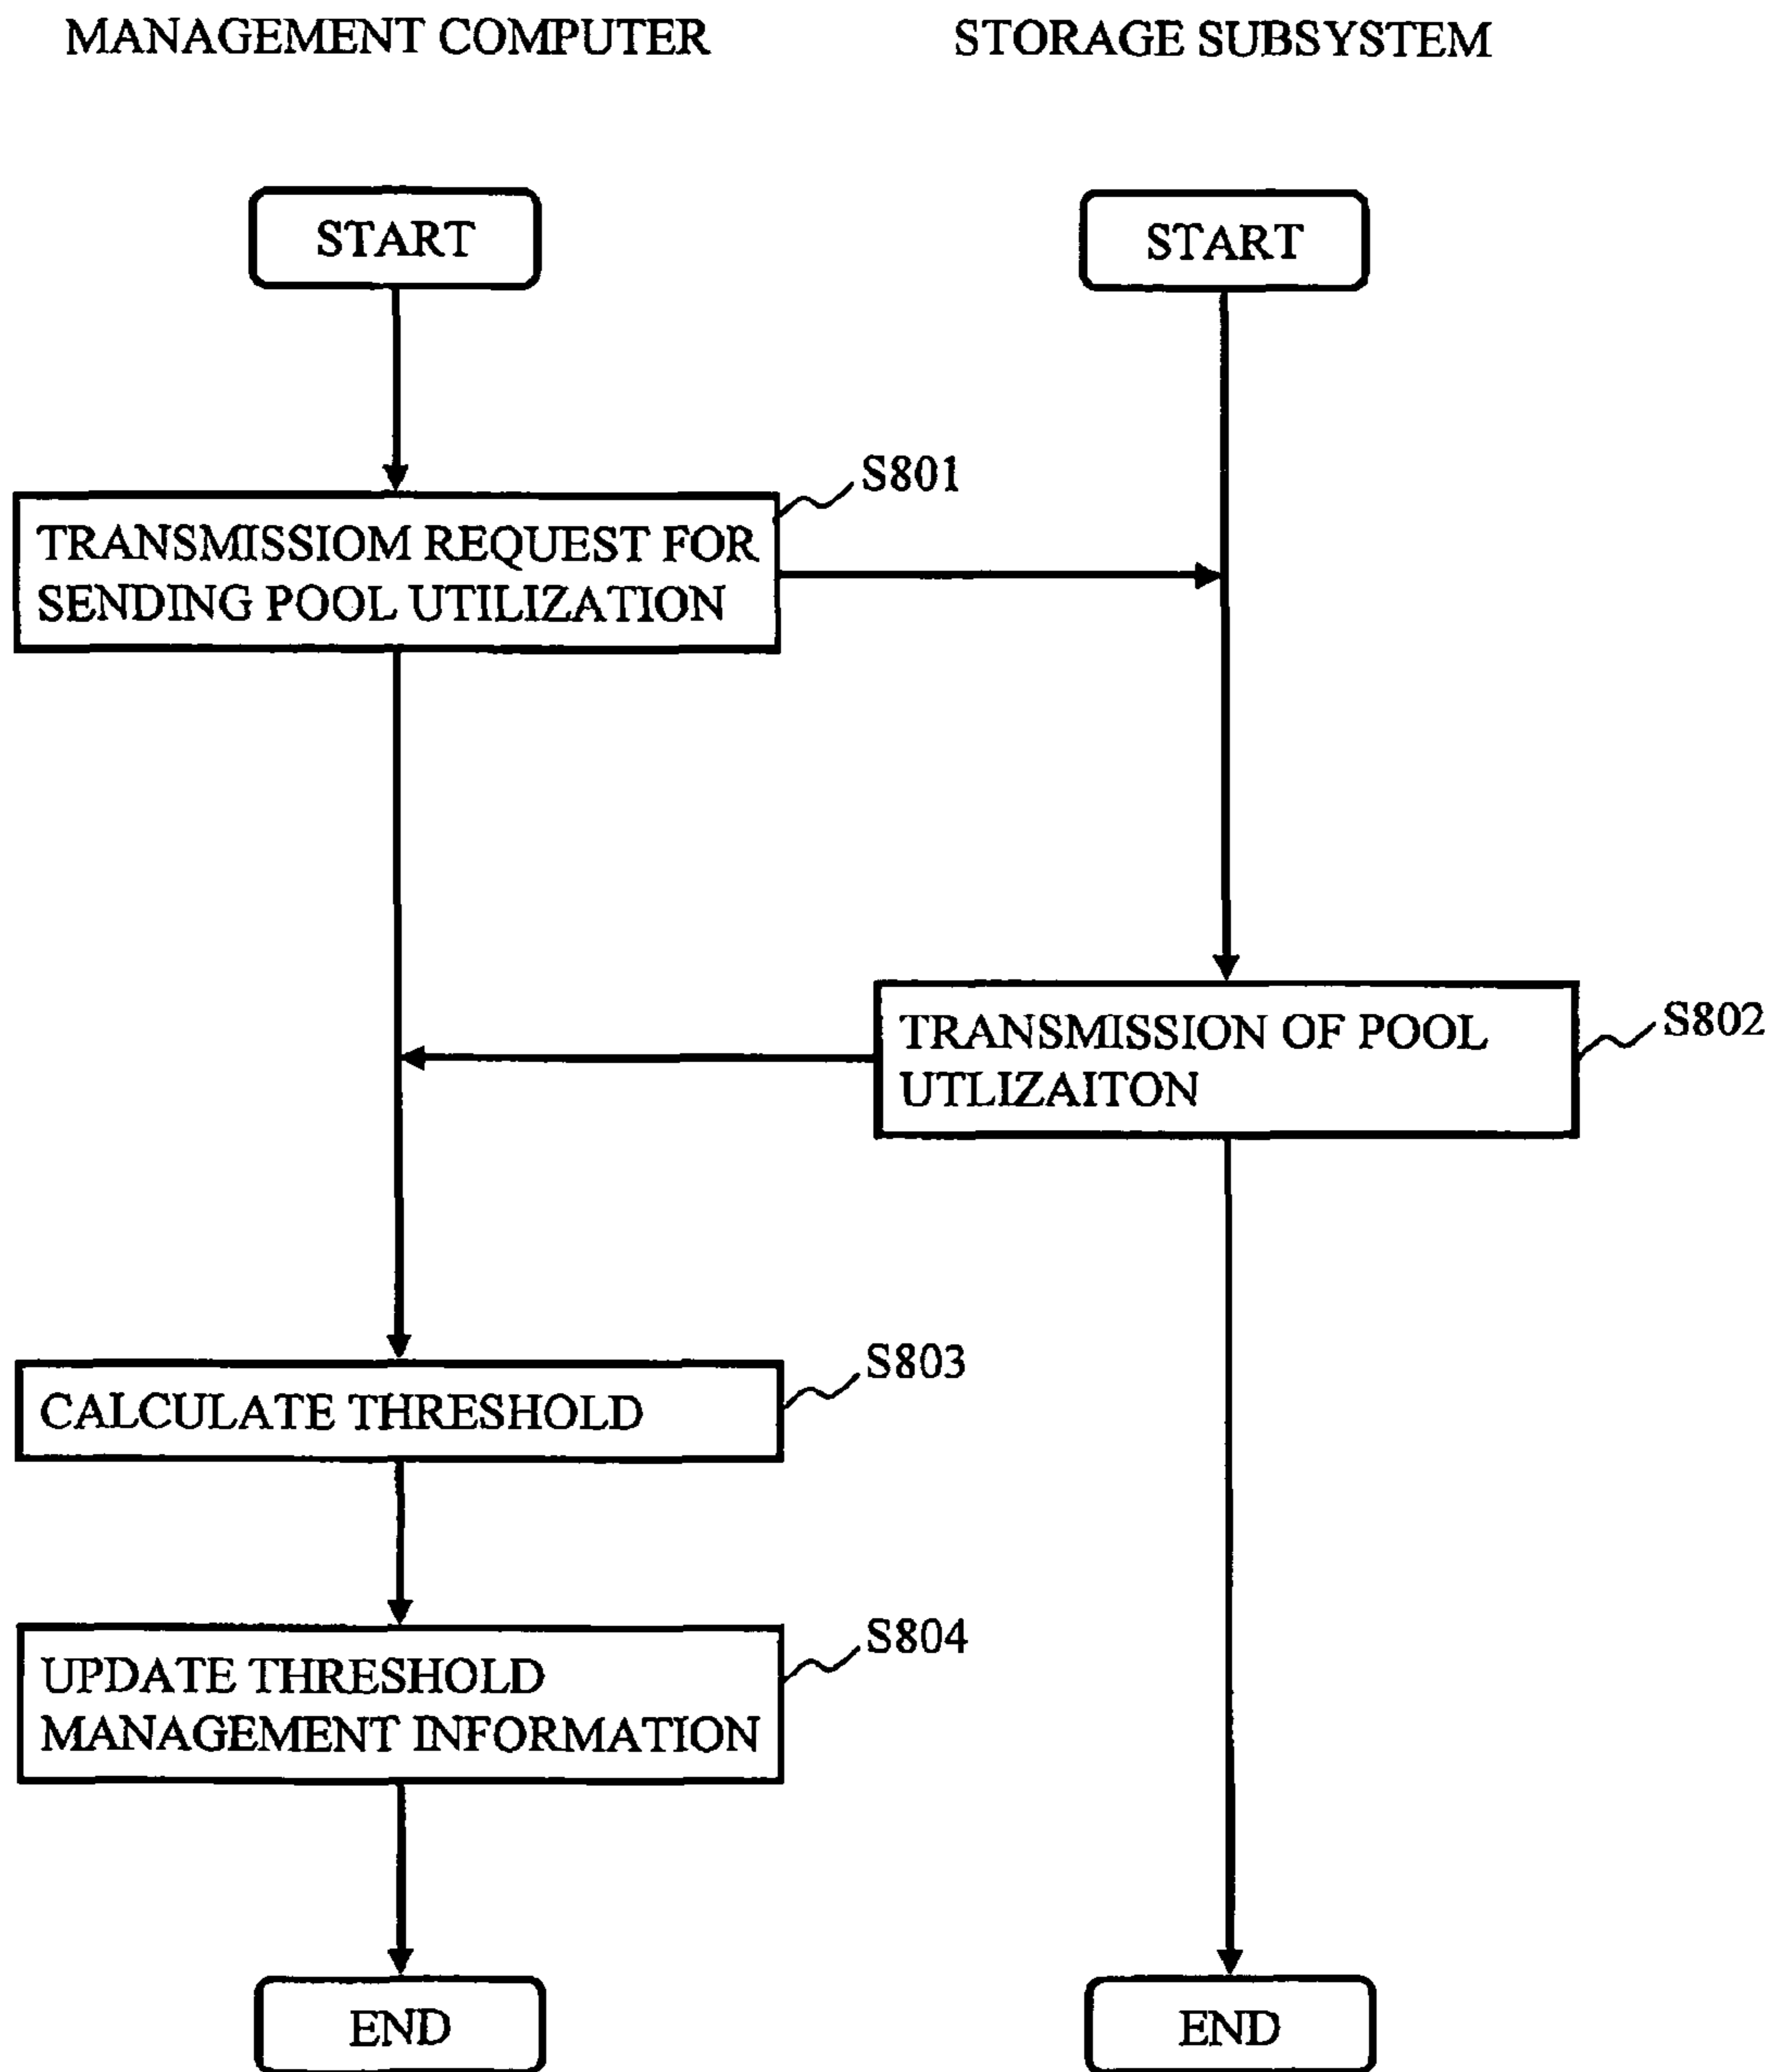 MANAGEMENT COMPUTER
STORAGE SUBSYSTEM
START
START
S801
TRANSMISSIOM REQUEST FOR
SENDING POOL UTILIZATION
TRANSMISSION OF POOL
UTLIZAITON
S802
S803
CALCULATE THRESHOLD
S804
UPDATE THRESHOLD
MANAGEMENT INFORMATION
END
END